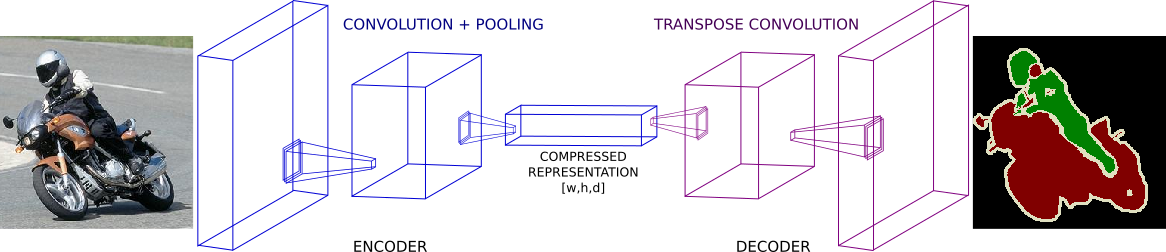 CONVOLUTION + POOLING
TRANSPOSE CONVOLUTION
COMPRESSED
REPRESENTATION
[w,h,d]
ENCODER
DECODER